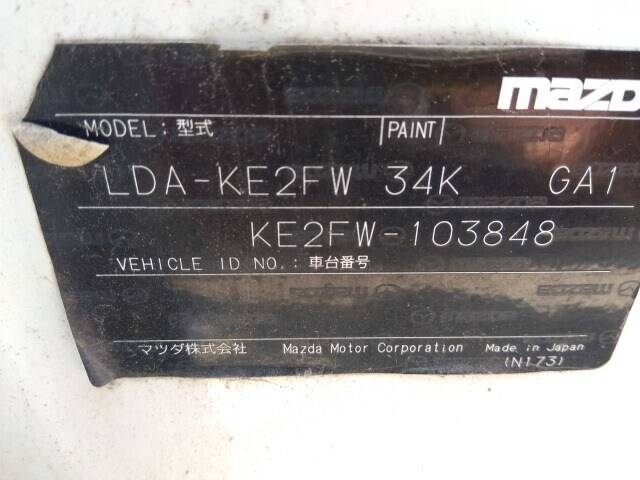 mazda
MODEL: 型式 PAINT
LDA-KE2FW 34K GA1
KE2FW-103848
VEHICLE ID NO.: 車台番号
マツダ株式会社 Mazda Motor Corporation Made in Japan
(N173)